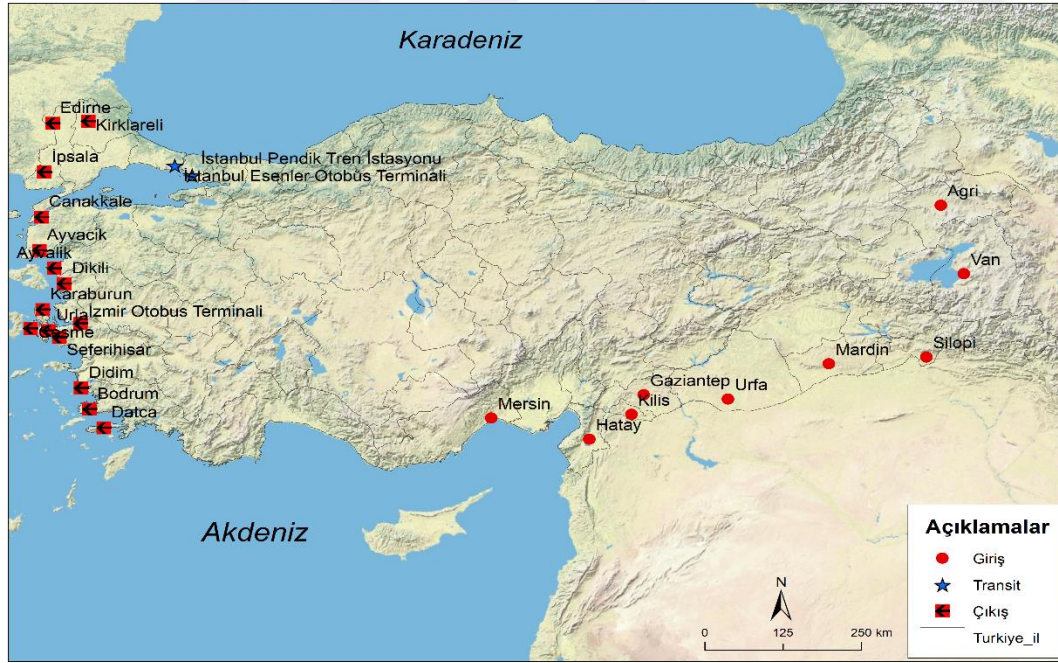 Karadeniz
Edirne
Kirklareli
İpsala
İstanbul Pendik Tren İstasyonu
İstanbul Esenler Otobüs Terminali
Canakkale
Ayvacik
Ayvalik
Dikili
Karaburun
Urla
İzmir Otobus Terminali
Cesme
Seferihisar
Didim
Bodrum
Datca
Agri
Van
Silopi
Mardin
Gaziantep
Urfa
Kilis
Mersin
Hatay
Akdeniz
Açıklamalar
Giriş
Transit
Çıkış
Turkiye_il
N
0 125 250 km